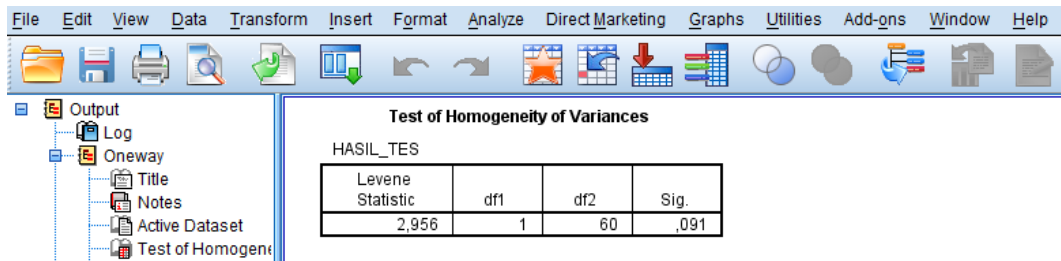 File Edit View Data Transform Insert Format Analyze Direct Marketing Graphs Utilities Add-ons Window Help
Output
Log
Oneway
Title
Notes
Active Dataset
Test of Homogene
Test of Homogeneity of Variances
HASIL_TES
Levene
Statistic df1 df2 Sig.
2,956 1 60 ,091